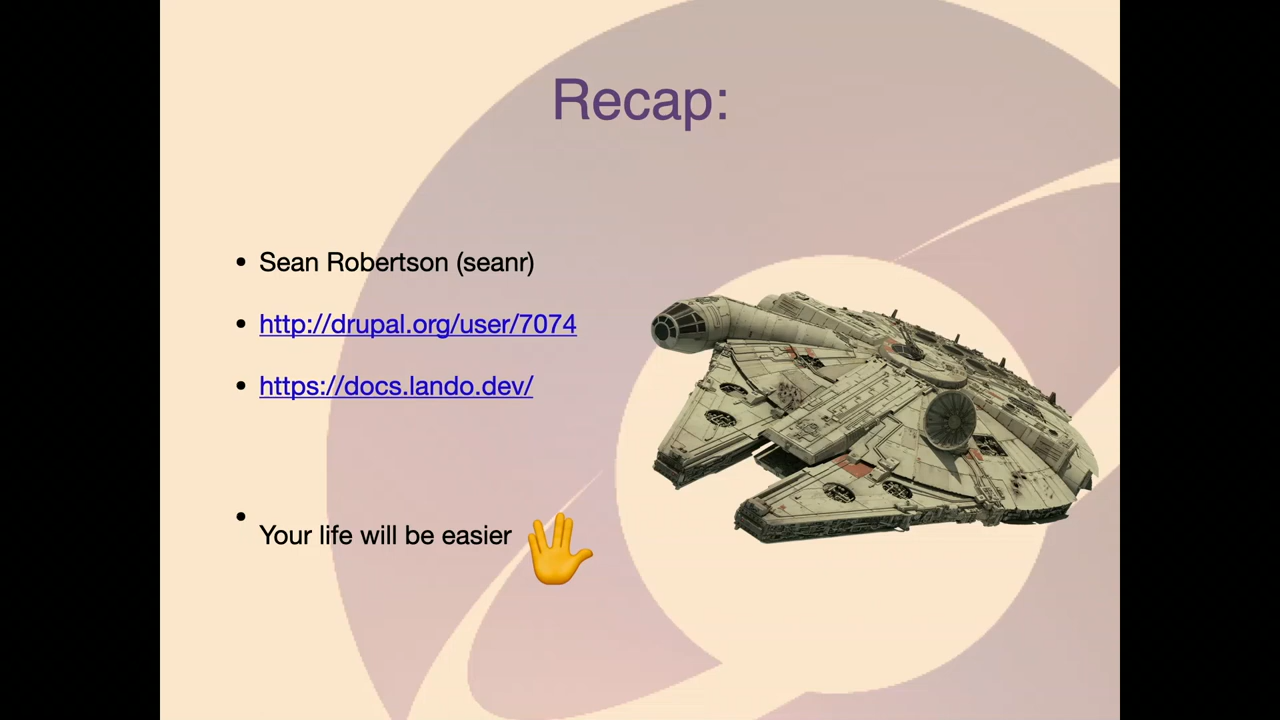 Recap:
• Sean Robertson (seanr)
• http://drupal.org/user/7074
• https://docs.lando.dev/
• Your life will be easier 🖖